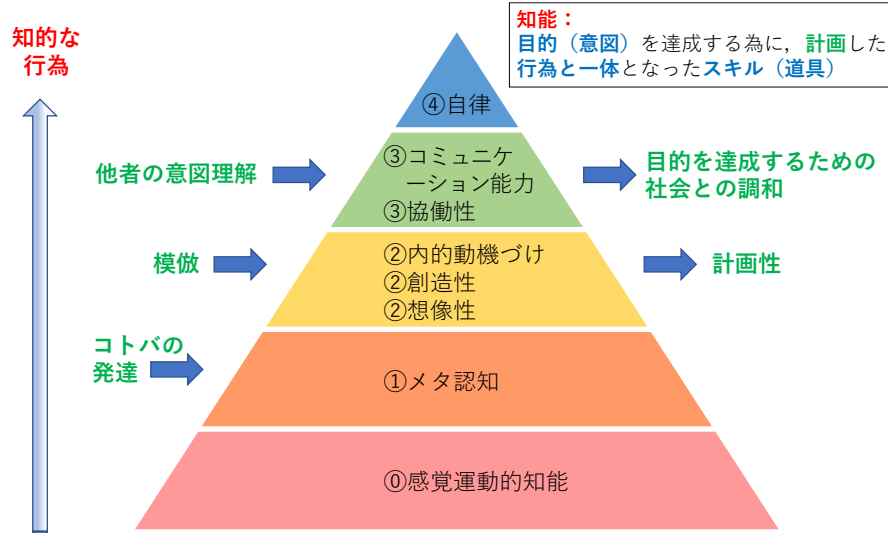 知能：
目的（意図）を達成する為に，計画した
行為と一体となったスキル（道具）
知的な
行為
④自律
③コミュニケ
ーション能力
③協働性
他者の意図理解
目的を達成するための
社会との調和
②内的動機づけ
②創造性
②想像性
模倣
計画性
コトバの
発達
①メタ認知
⓪感覚運動的知能